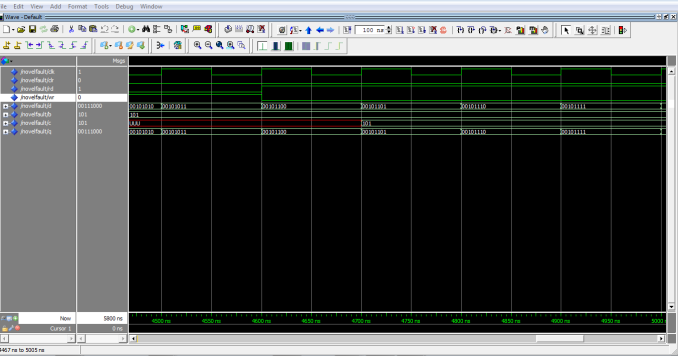 File Edit View Add Format Tools Debug Window
Wave - Default
100 ns
Msgs
/novelfault/clk 1
/novelfault/clr 0
/novelfault/rd 1
/novelfault/wr 0
/novelfault/d 00111000 00101010 00101011 00101100 00101101 00101110 00101111
/novelfault/fr 101 101
/novelfault/c 101 UUU 101
/novelfault/q 00111000 00101010 00101011 00101100 00101101 00101110 00101111
Now 5800 ns 4500 ns 4550 ns 4600 ns 4650 ns 4700 ns 4750 ns 4800 ns 4850 ns 4900 ns 4950 ns 5000
Cursor 1 0 ns
4467 ns to 5005 ns